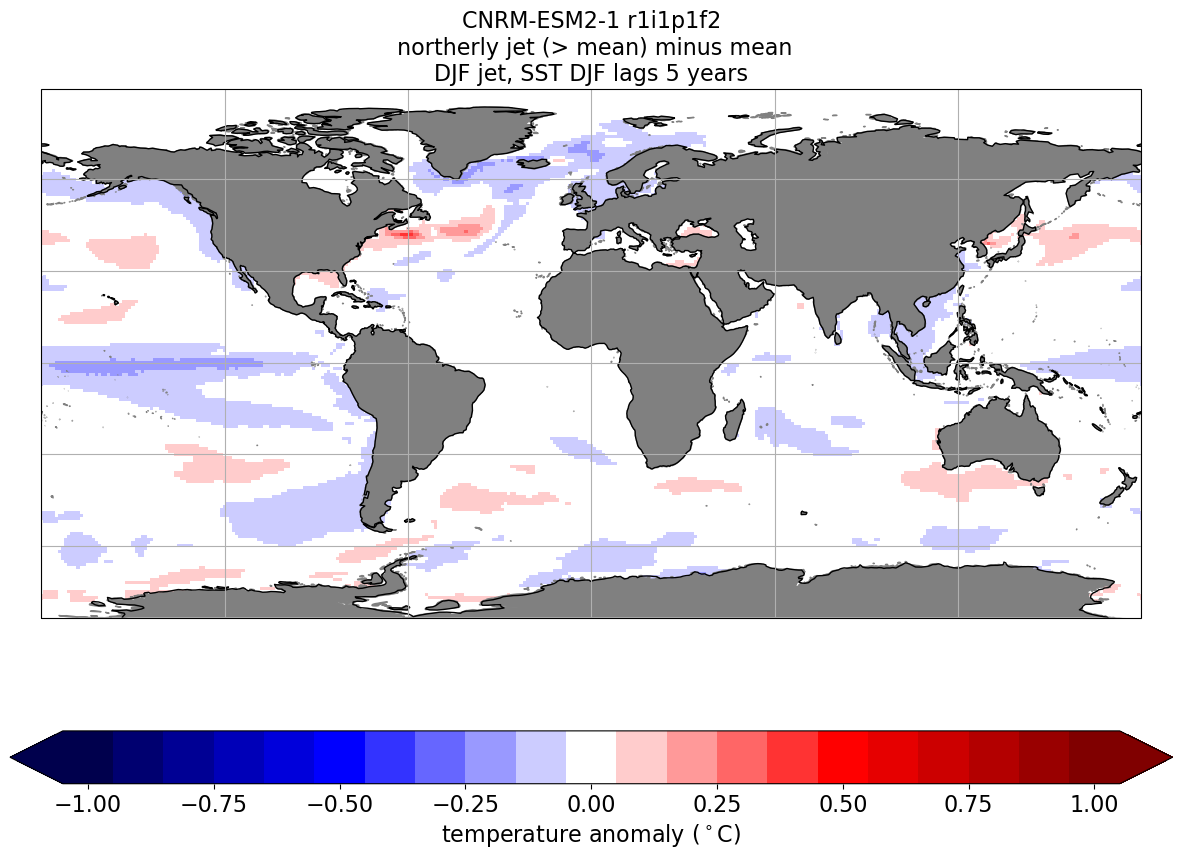 CNRM-ESM2-1 r1i1p1f2
northerly jet (> mean) minus mean
DJF jet, SST DJF lags 5 years
−1.00 −0.75 −0.50 −0.25 0.00 0.25 0.50 0.75 1.00
temperature anomaly (°C)